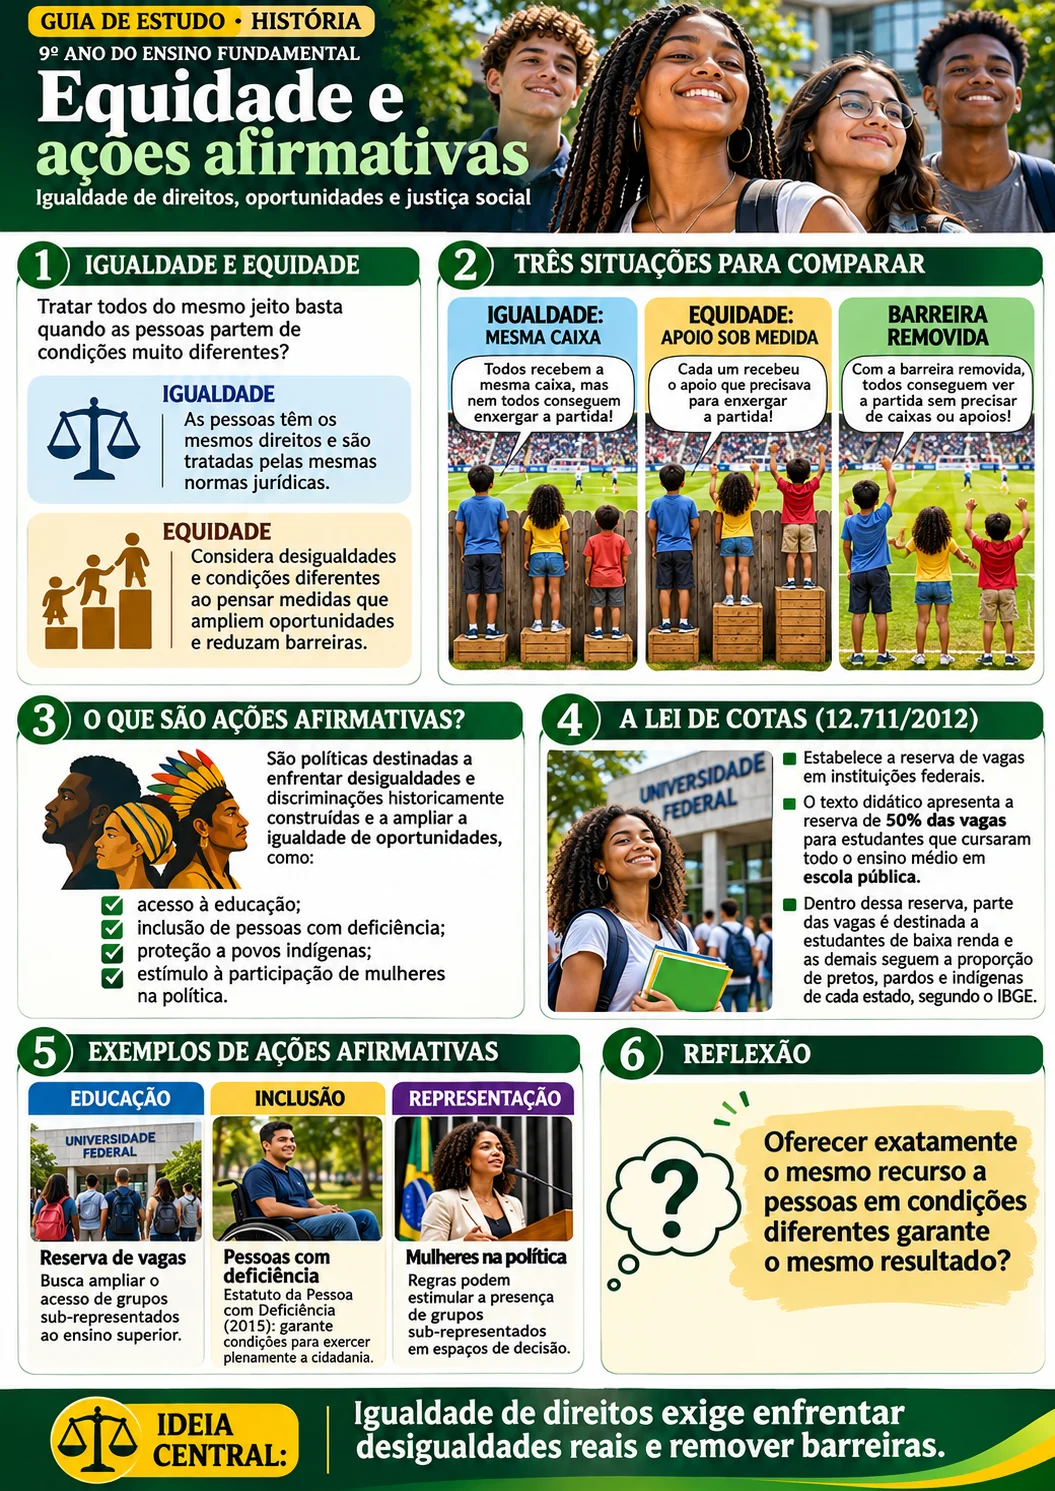 GUIA DE ESTUDO • HISTÓRIA
9º ANO DO ENSINO FUNDAMENTAL
Equidade e
ações afirmativas
Igualdade de direitos, oportunidades e justiça social
1 IGUALDADE E EQUIDADE
Tratar todos do mesmo jeito basta
quando as pessoas partem de
condições muito diferentes?
IGUALDADE
As pessoas têm os
mesmos direitos e são
tratadas pelas mesmas
normas jurídicas.
EQUIDADE
Considera desigualdades
e condições diferentes
ao pensar medidas que
ampliem oportunidades
e reduzam barreiras.
2 TRÊS SITUAÇÕES PARA COMPARAR
IGUALDADE:
MESMA CAIXA
Todos recebem a
mesma caixa, mas
nem todos conseguem
enxergar a partida!
EQUIDADE:
APOIO SOB MEDIDA
Cada um recebeu
o apoio que precisava
para enxergar
a partida!
BARREIRA
REMOVIDA
Com a barreira removida,
todos conseguem ver
a partida sem precisar
de caixas ou apoios!
3 O QUE SÃO AÇÕES AFIRMATIVAS?
São políticas destinadas a
enfrentar desigualdades e
discriminações historicamente
construídas e a ampliar a
igualdade de oportunidades,
como:
acesso à educação;
inclusão de pessoas com deficiência;
proteção a povos indígenas;
estímulo à participação de mulheres
na política.
4 A LEI DE COTAS (12.711/2012)
UNIVERSIDADE
FEDERAL
Estabelece a reserva de vagas
em instituições federais.
O texto didático apresenta a
reserva de 50% das vagas
para estudantes que cursaram
todo o ensino médio em
escola pública.
Dentro dessa reserva, parte
das vagas é destinada a
estudantes de baixa renda e
as demais seguem a proporção
de pretos, pardos e indígenas
de cada estado, segundo o IBGE.
5 EXEMPLOS DE AÇÕES AFIRMATIVAS
EDUCAÇÃO
UNIVERSIDADE
FEDERAL
Reserva de vagas
Busca ampliar o
acesso de grupos
sub-representados
ao ensino superior.
INCLUSÃO
Pessoas com
deficiência
Estatuto da Pessoa
com Deficiência
(2015): garante
condições para exercer
plenamente a cidadania.
REPRESENTAÇÃO
Mulheres na política
Regras podem
estimular a presença
de grupos
sub-representados
em espaços de decisão.
6 REFLEXÃO
?
Oferecer exatamente
o mesmo recurso a
pessoas em condições
diferentes garante
o mesmo resultado?
IDEIA
CENTRAL:
Igualdade de direitos exige enfrentar
desigualdades reais e remover barreiras.